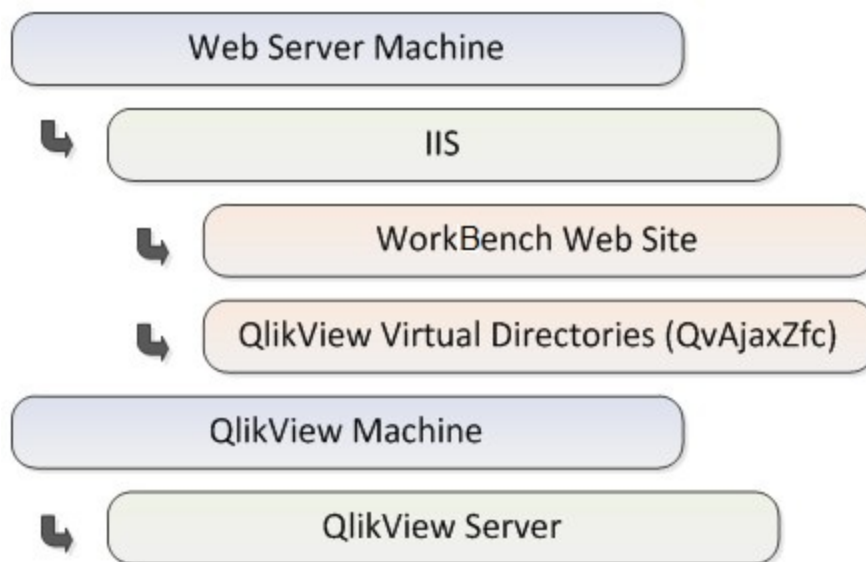 Web Server Machine
IIS
WorkBench Web Site
QlikView Virtual Directories (QvAjaxZfc)
QlikView Machine
QlikView Server